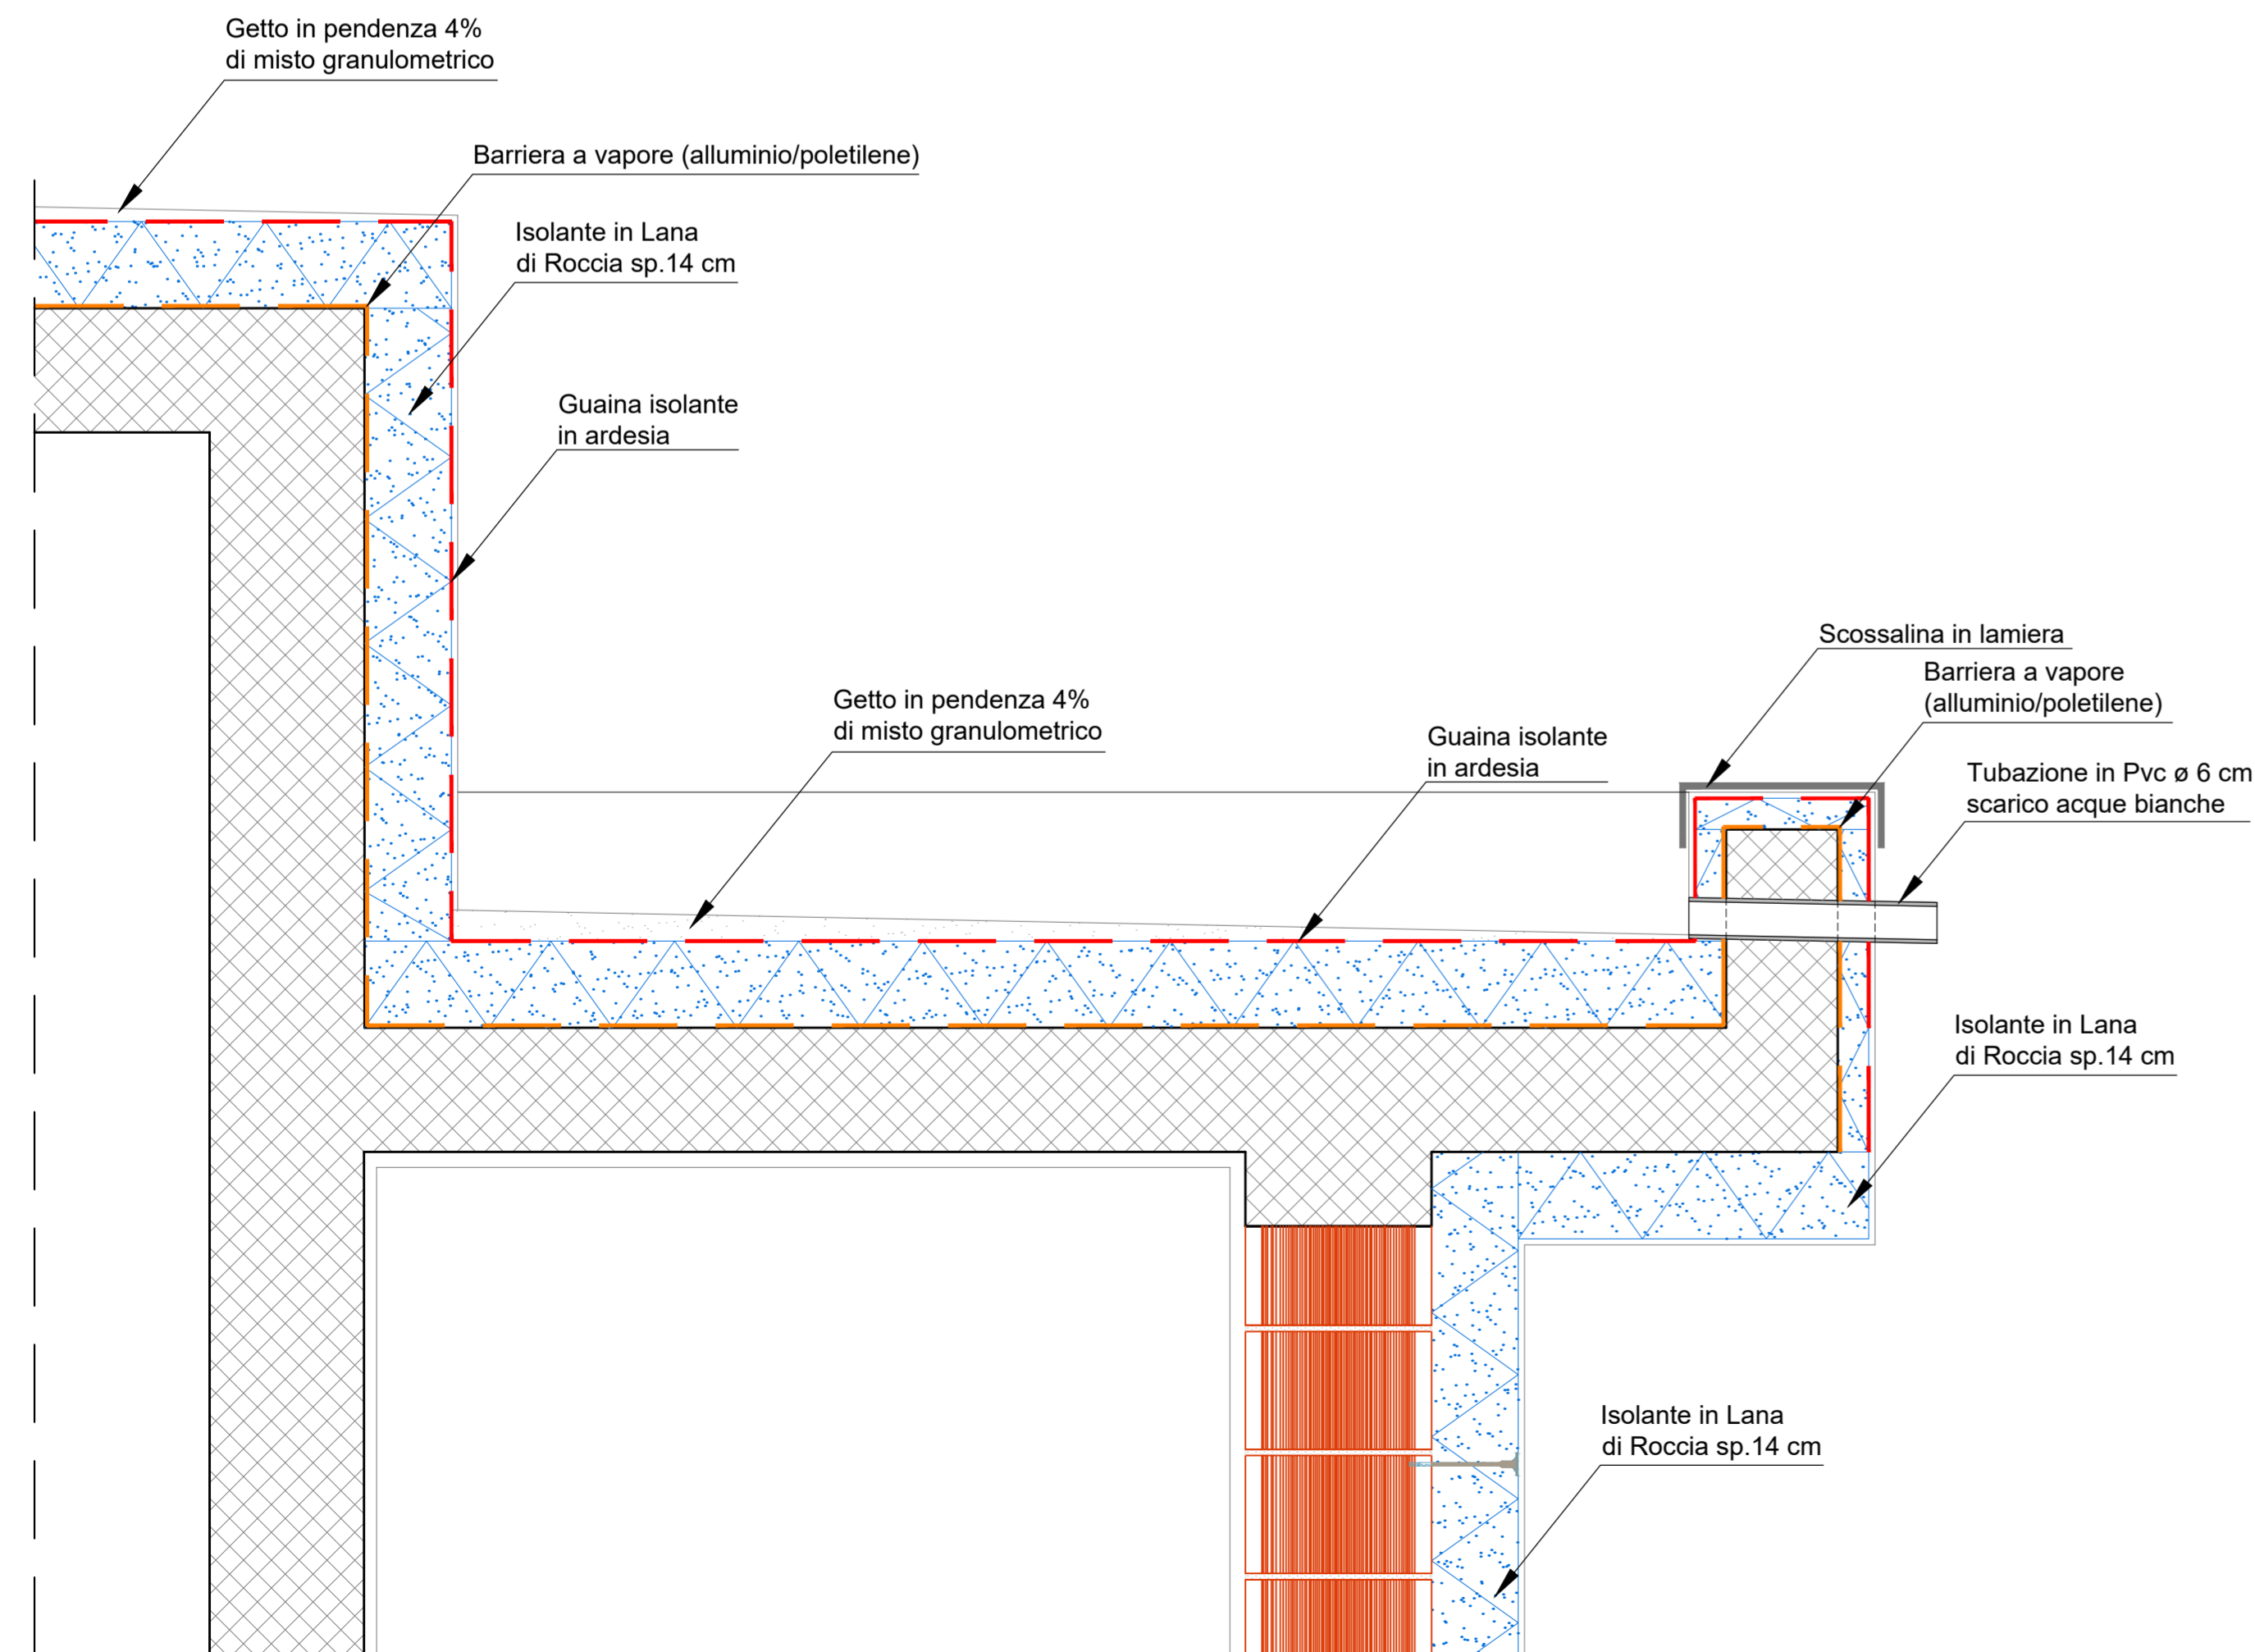 Getto in pendenza 4%
di misto granulometrico
Barriera a vapore (alluminio/poletilene)
Isolante in Lana
di Roccia sp.14 cm
Guaina isolante
in ardesia
Scossalina in lamiera
Barriera a vapore
(alluminio/poletilene)
Getto in pendenza 4%
di misto granulometrico
Guaina isolante
in ardesia
Tubazione in Pvc ø 6 cm
scarico acque bianche
Isolante in Lana
di Roccia sp.14 cm
Isolante in Lana
di Roccia sp.14 cm